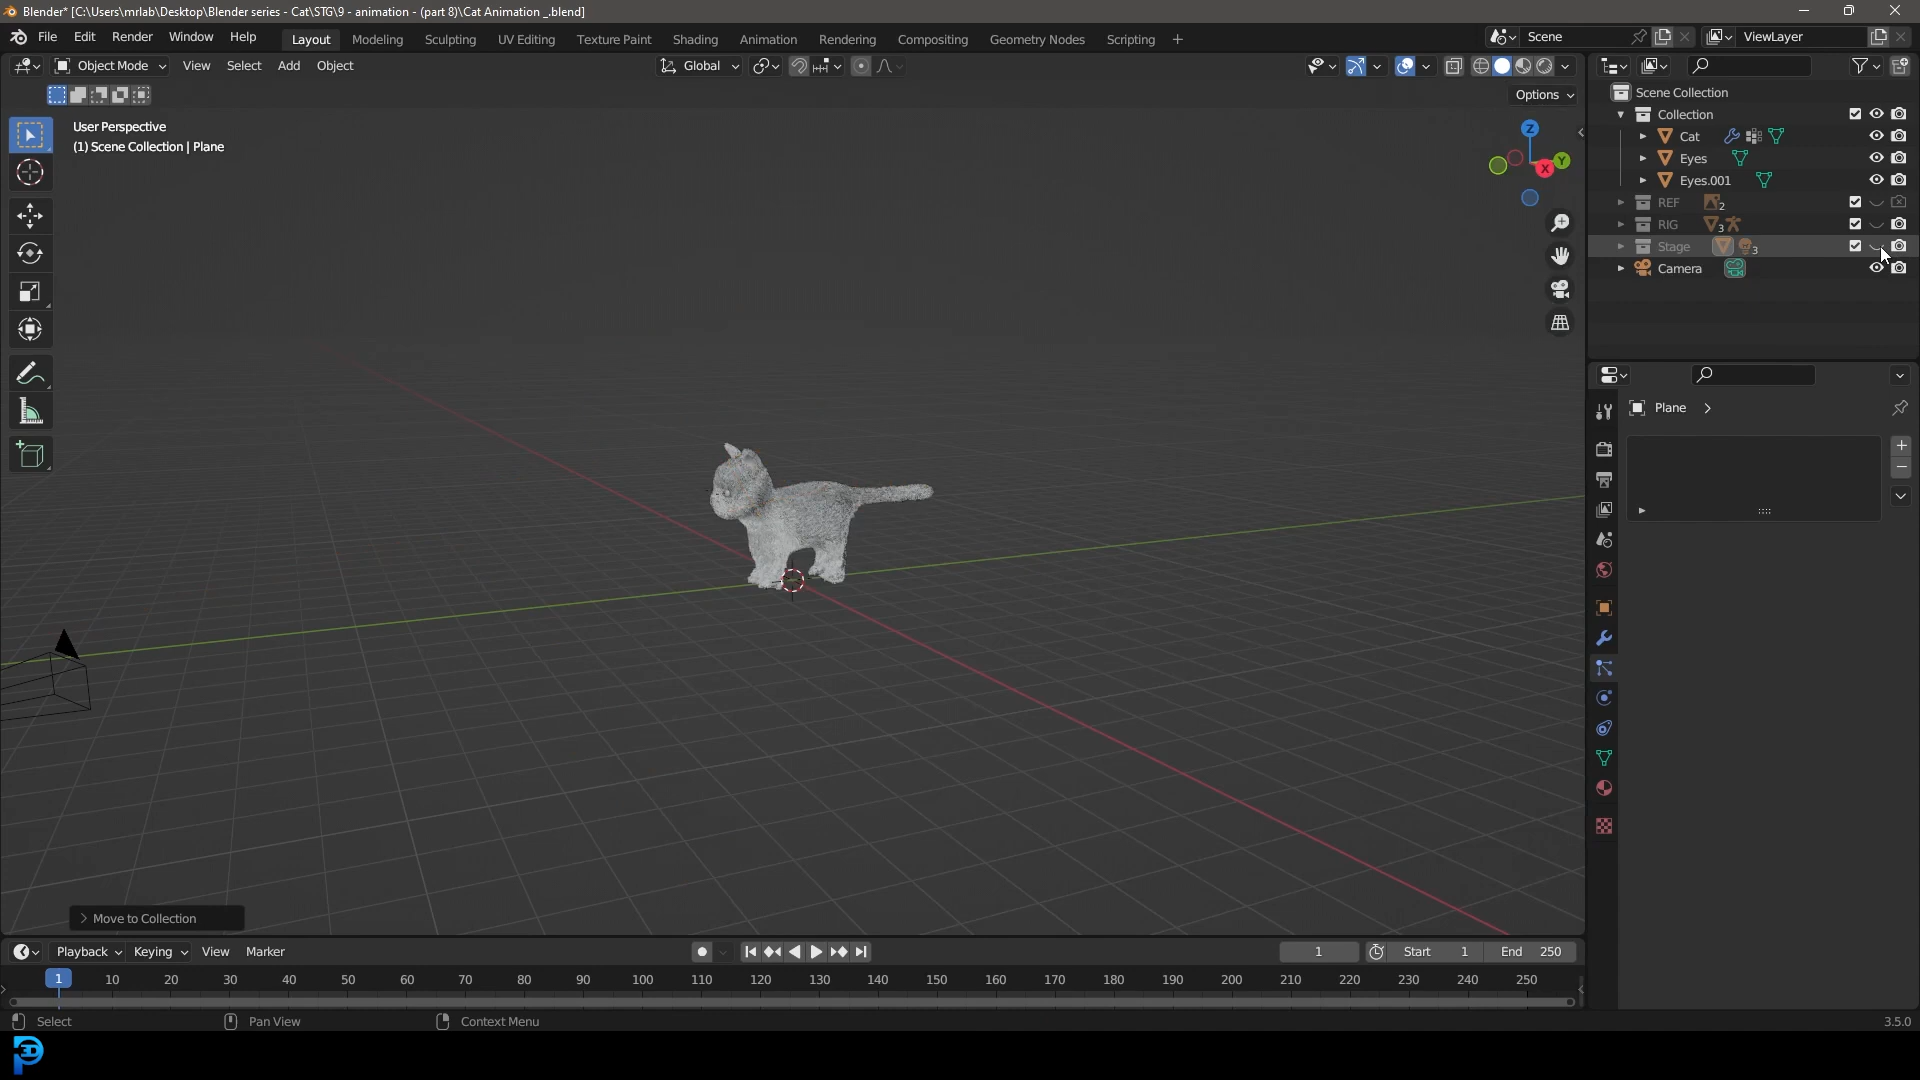 Blender* [C:\Users\mrlab\Desktop\Blender series - Cat\STG\9 - animation - (part 8)\Cat Animation _.blend]
File Edit Render Window Help Layout Modeling Sculpting UV Editing Texture Paint Shading Animation Rendering Compositing Geometry Nodes Scripting + Scene ViewLayer
Object Mode View Select Add Object Global
Options
User Perspective
(1) Scene Collection | Plane
Z
Y
X
Scene Collection
Collection
Cat
Eyes
Eyes.001
REF 2
RIG 3
Stage 3
Camera
Plane
Move to Collection
Playback Keying View Marker 1 Start 1 End 250
1 10 20 30 40 50 60 70 80 90 100 110 120 130 140 150 160 170 180 190 200 210 220 230 240 250
Select Pan View Context Menu 3.5.0
3D